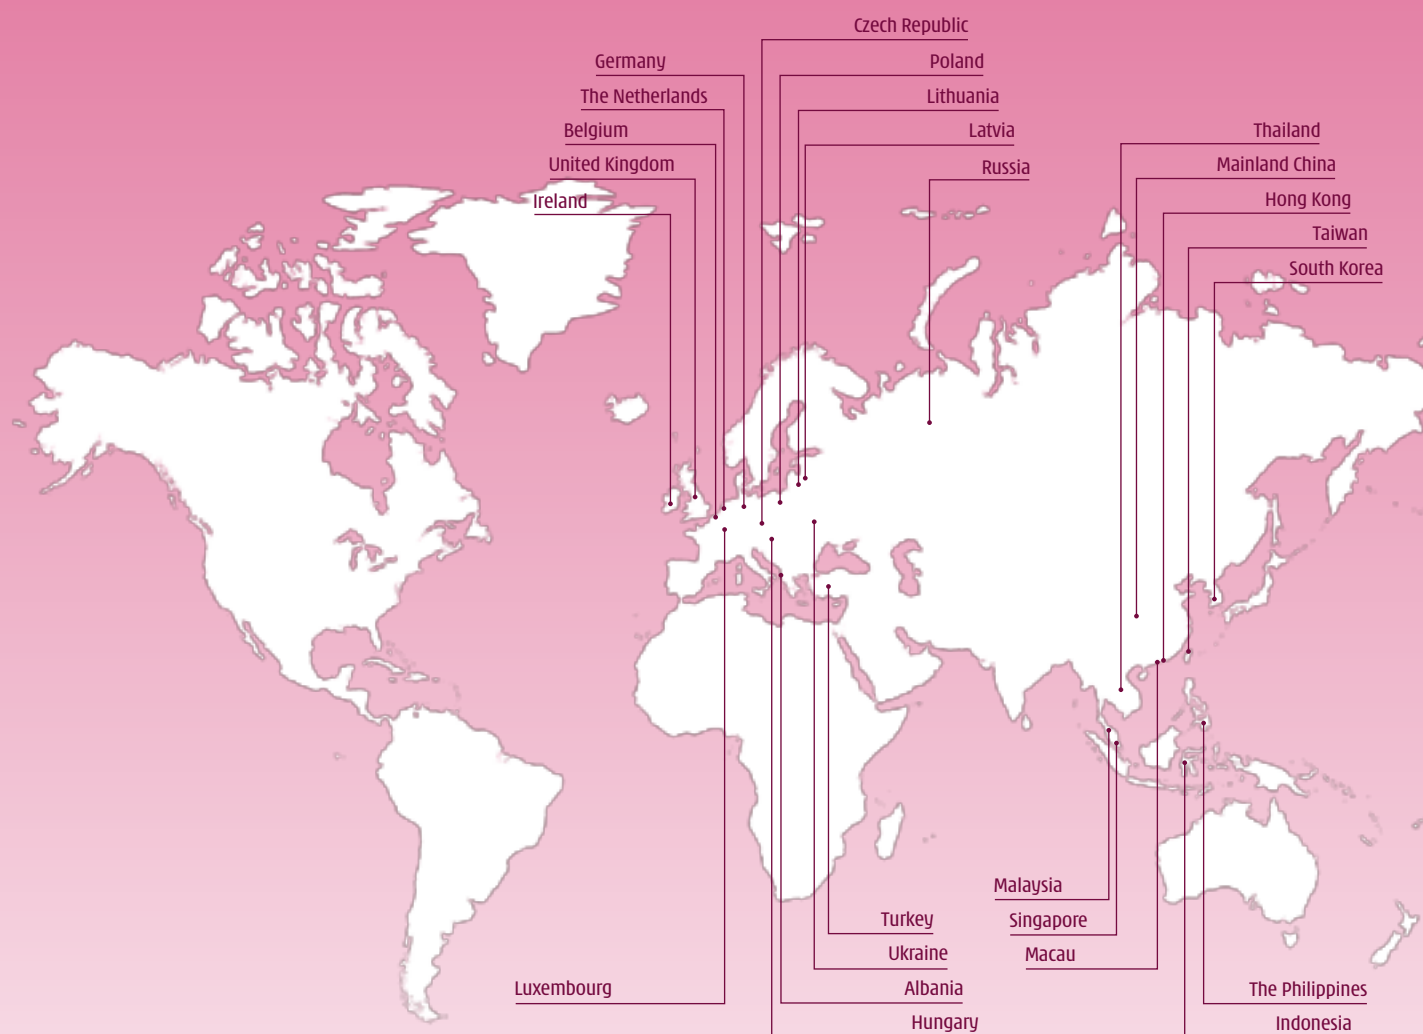 Czech Republic
Germany
Poland
The Netherlands
Lithuania
Belgium
Latvia
Thailand
United Kingdom
Russia
Mainland China
Ireland
Hong Kong
Taiwan
South Korea
Malaysia
Turkey
Singapore
Ukraine
Macau
Luxembourg
Albania
The Philippines
Hungary
Indonesia